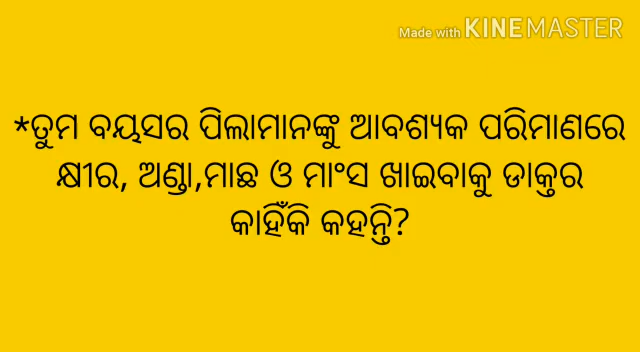 Made with KINEMASTER
*ତୁମ ବୟସର ପିଲାମାନଙ୍କୁ ଆବଶ୍ୟକ ପରିମାଣରେ
କ୍ଷୀର, ଅଣ୍ଡା,ମାଛ ଓ ମାଂସ ଖାଇବାକୁ ଡାକ୍ତର
କାହିଁକି କହନ୍ତି?